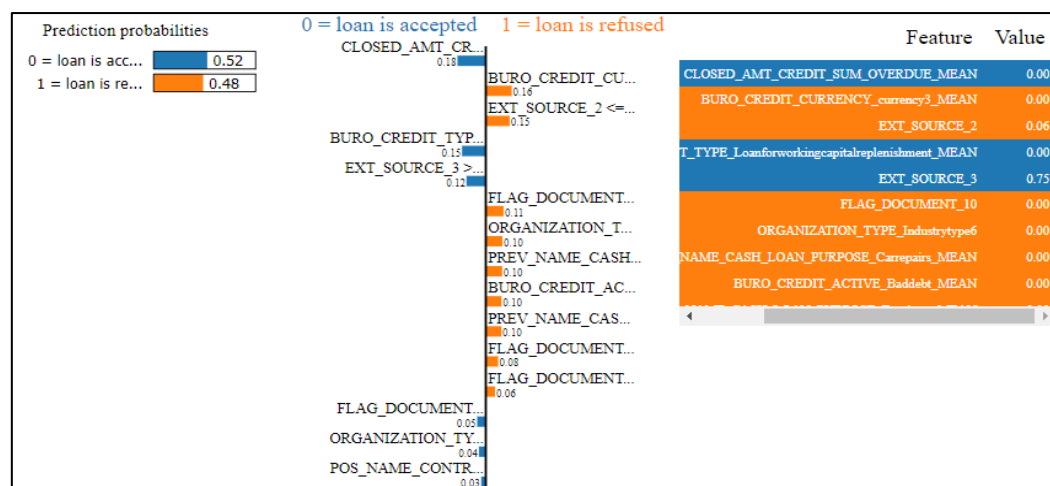 Prediction probabilities
0 = loan is acc... 0.52
1 = loan is re... 0.48
0 = loan is accepted 1 = loan is refused
CLOSED_AMT_CR...
0.18
BURO_CREDIT_CU...
0.16
EXT_SOURCE_2 <=...
0.15
BURO_CREDIT_TYP...
0.15
EXT_SOURCE_3 >...
0.12
FLAG_DOCUMENT...
0.11
ORGANIZATION_T...
0.10
PREV_NAME_CASH...
0.10
BURO_CREDIT_AC...
0.10
PREV_NAME_CAS...
0.10
FLAG_DOCUMENT...
0.08
FLAG_DOCUMENT...
0.06
FLAG_DOCUMENT...
0.05
ORGANIZATION_TY...
0.04
POS_NAME_CONTR...
0.03
Feature Value
CLOSED_AMT_CREDIT_SUM_OVERDUE_MEAN 0.00
BURO_CREDIT_CURRENCY_currency3_MEAN 0.00
EXT_SOURCE_2 0.06
T_TYPE_Loanforworkingcapitalreplenishment_MEAN 0.00
EXT_SOURCE_3 0.75
FLAG_DOCUMENT_10 0.00
ORGANIZATION_TYPE_Industrytype6 0.00
NAME_CASH_LOAN_PURPOSE_Carrepairs_MEAN 0.00
BURO_CREDIT_ACTIVE_Baddebt_MEAN 0.00